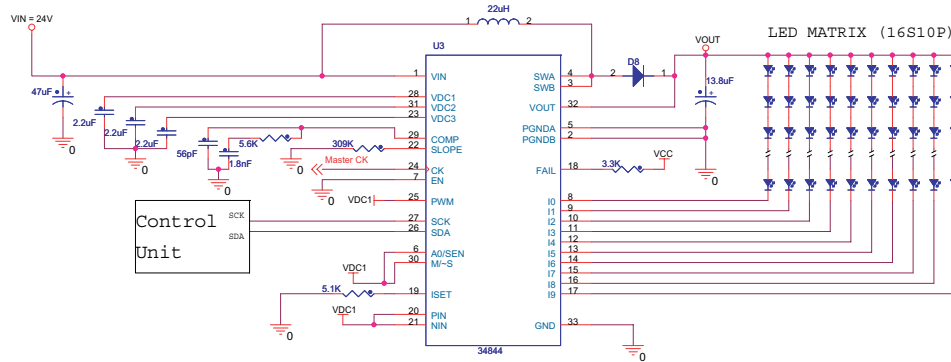 VIN = 24V
22uH
1 2
VOUT
LED MATRIX (16S10P)
U3
D8
47uF
2.2uF
2.2uF
2.2uF
56pF
1.8nF
5.6K
309K
Master CK
VDC1
Control
Unit
SCK
SDA
VDC1
5.1K
VDC1
1 VIN
28 VDC1
31 VDC2
23 VDC3
29 COMP
22 SLOPE
24 CK
7 EN
25 PWM
27 SCK
26 SDA
6 A0/SEN
30 M/~S
19 ISET
20 PIN
21 NIN
SWA 4
SWB 3
VOUT 32
PGNDA 5
PGNDB 2
FAIL 18
I0 8
I1 9
I2 10
I3 11
I4 12
I5 13
I6 14
I7 15
I8 16
I9 17
GND 33
34844
2 1
13.8uF
3.3K
VCC
0
0
0
0
0
0
0
0